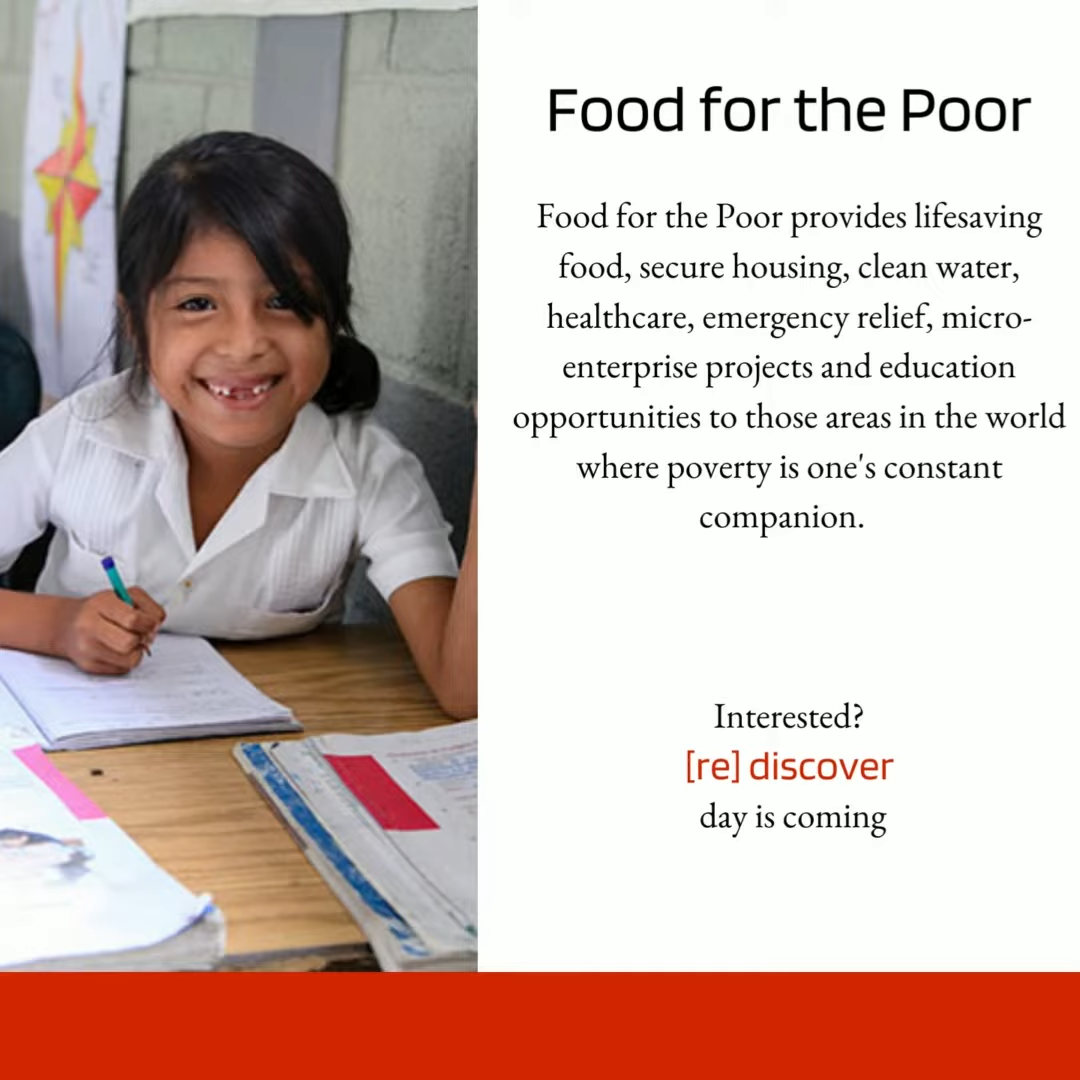 Food for the Poor
Food for the Poor provides lifesaving
food, secure housing, clean water,
healthcare, emergency relief, micro-
enterprise projects and education
opportunities to those areas in the world
where poverty is one's constant
companion.
Interested?
[re] discover
day is coming